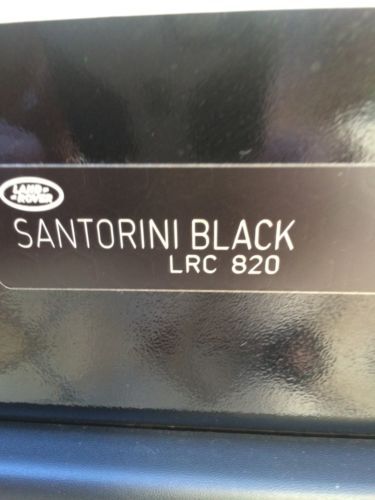 LAND
ROVER
SANTORINI BLACK
LRC 820